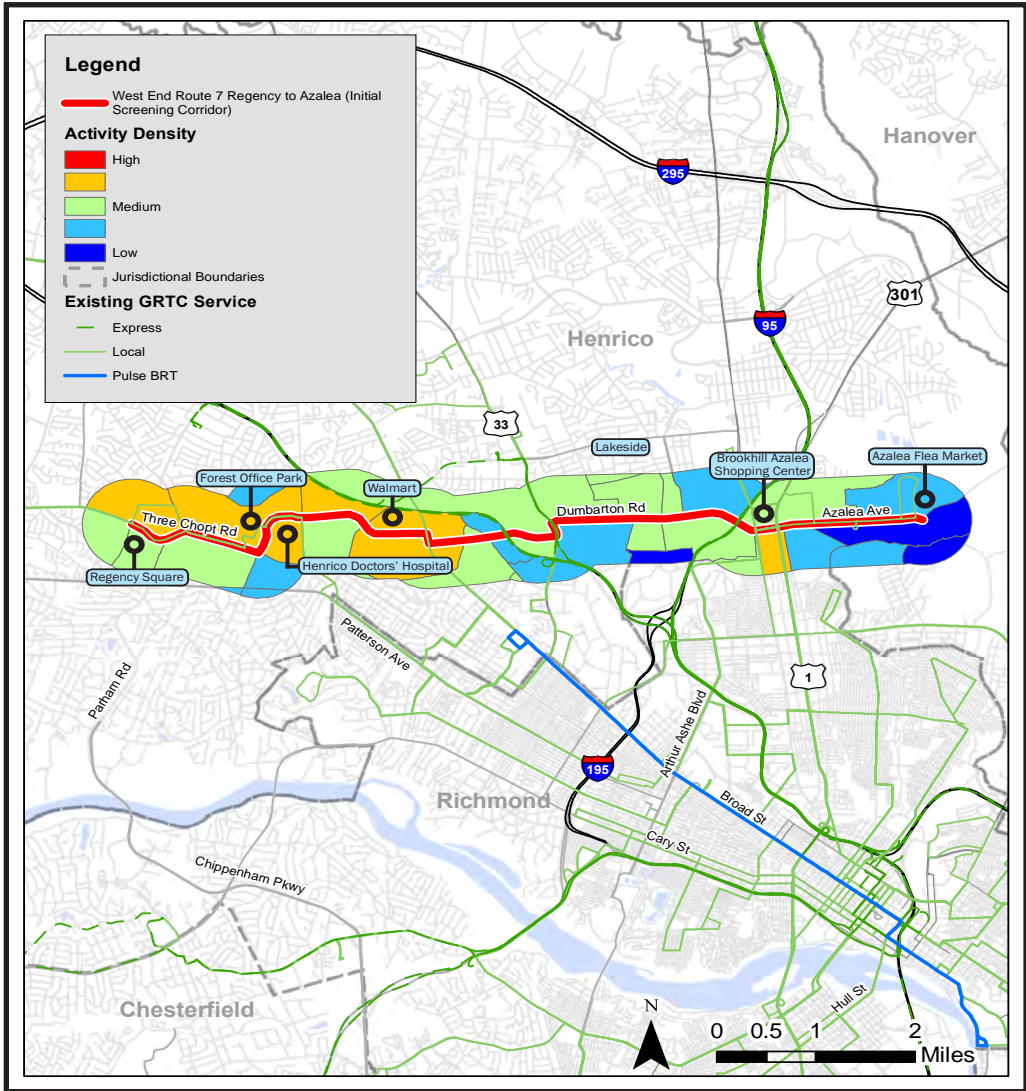 Legend
West End Route 7 Regency to Azalea (Initial
Screening Corridor)
Activity Density
High
Medium
Low
Jurisdictional Boundaries
Existing GRTC Service
Express
Local
Pulse BRT
Hanover
295
301
95
Henrico
33
Lakeside
Brookhill Azalea
Shopping Center
Azalea Flea Market
Forest Office Park
Walmart
Three Chopt Rd
Dumbarton Rd
Azalea Ave
Regency Square
Henrico Doctors' Hospital
Patterson Ave
Parham Rd
1
Arthur Ashe Blvd
195
Richmond
Broad St
Cary St
Chippenham Pkwy
Hull St
Chesterfield
N
0 0.5 1 2
Miles